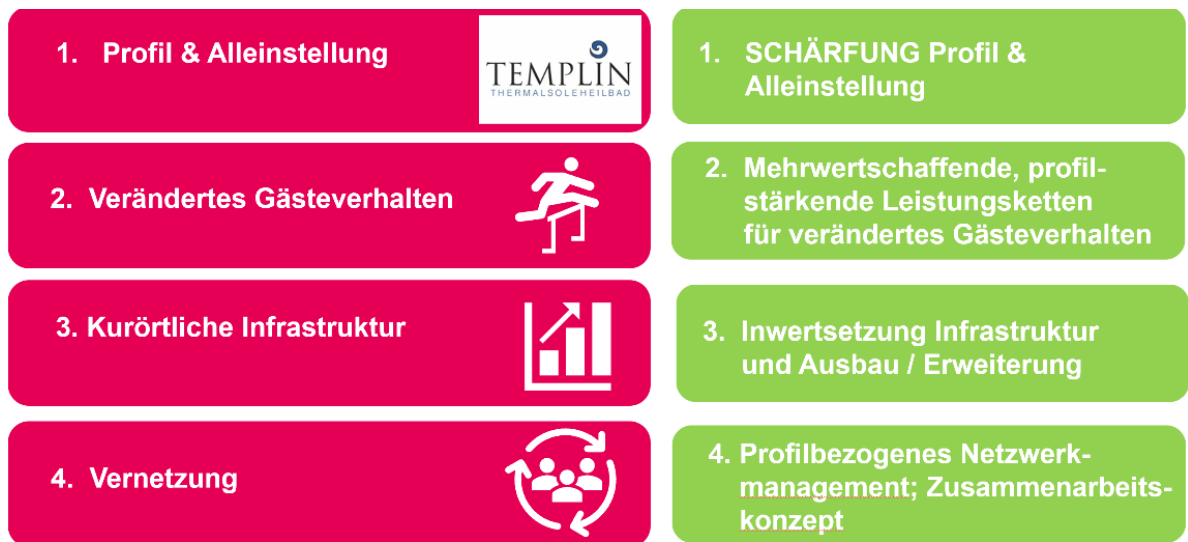 1. Profil & Alleinstellung
TEMPLIN
THERMALSOLEHEILBAD
1. SCHÄRFUNG Profil &
Alleinstellung
2. Verändertes Gästeverhalten
2. Mehrwertschaffende, profil-
stärkende Leistungsketten
für verändertes Gästeverhalten
3. Kurörtliche Infrastruktur
3. Inwertsetzung Infrastruktur
und Ausbau / Erweiterung
4. Vernetzung
4. Profilbezogenes Netzwerk-
management; Zusammenarbeits-
konzept